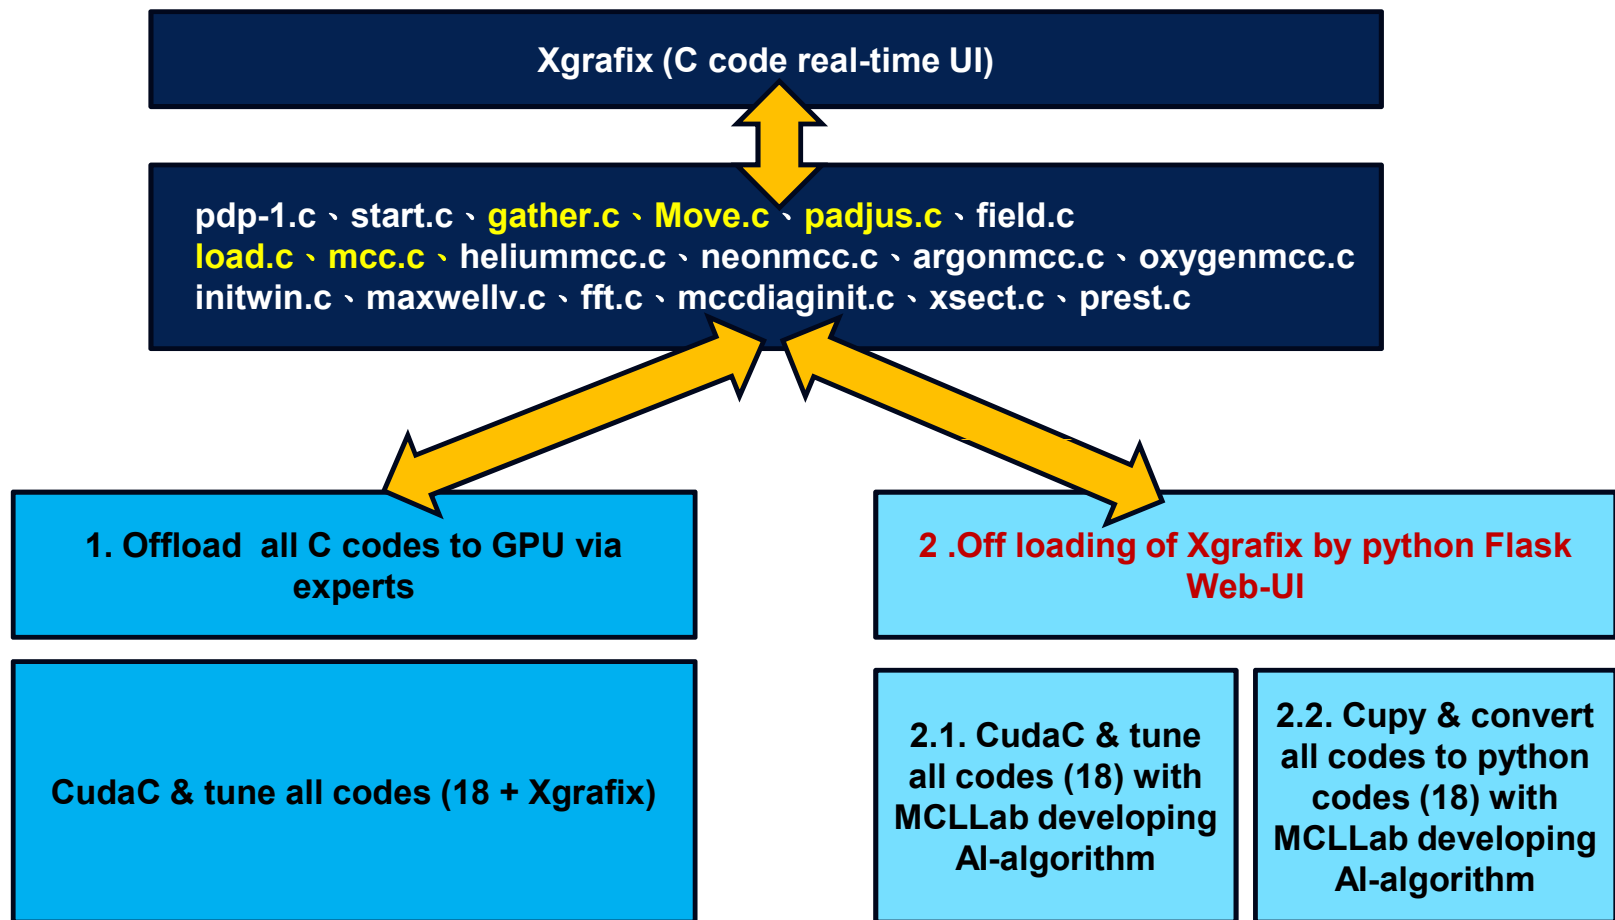 Xgrafix (C code real-time UI)
pdp-1.c、start.c、gather.c、Move.c、padjus.c、field.c
load.c、mcc.c、heliummcc.c、neonmcc.c、argonmcc.c、oxygenmcc.c
initwin.c、maxwellv.c、fft.c、mccdiaginit.c、xsect.c、prest.c
1. Offload  all C codes to GPU via
experts
2 .Off loading of Xgrafix by python Flask
Web-UI
CudaC & tune all codes (18 + Xgrafix)
2.1. CudaC & tune
all codes (18) with
MCLLab developing
AI-algorithm
2.2. Cupy & convert
all codes to python
codes (18) with
MCLLab developing
AI-algorithm